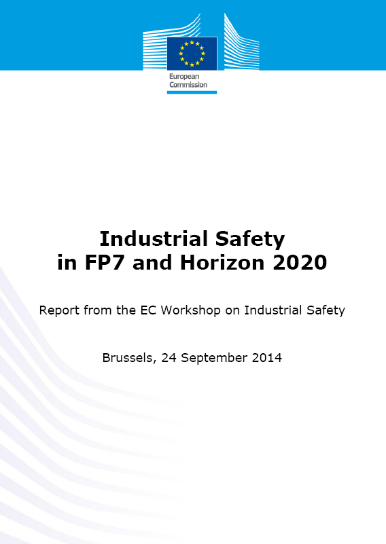 European
Commission
Industrial Safety
in FP7 and Horizon 2020
Report from the EC Workshop on Industrial Safety
Brussels, 24 September 2014